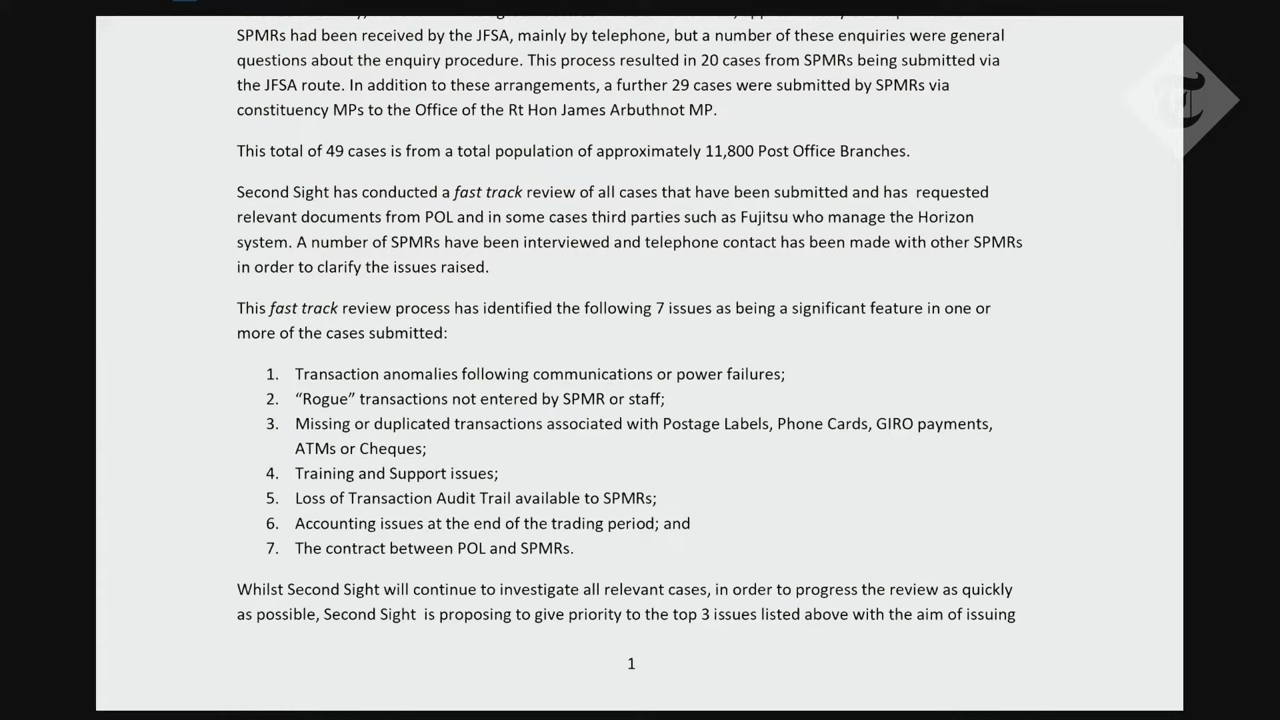 SPMRs had been received by the JFSA, mainly by telephone, but a number of these enquiries were general
questions about the enquiry procedure. This process resulted in 20 cases from SPMRs being submitted via
the JFSA route. In addition to these arrangements, a further 29 cases were submitted by SPMRs via
constituency MPs to the Office of the Rt Hon James Arbuthnot MP.
This total of 49 cases is from a total population of approximately 11,800 Post Office Branches.
Second Sight has conducted a fast track review of all cases that have been submitted and has requested
relevant documents from POL and in some cases third parties such as Fujitsu who manage the Horizon
system. A number of SPMRs have been interviewed and telephone contact has been made with other SPMRs
in order to clarify the issues raised.
This fast track review process has identified the following 7 issues as being a significant feature in one or
more of the cases submitted:
1. Transaction anomalies following communications or power failures;
2. “Rogue” transactions not entered by SPMR or staff;
3. Missing or duplicated transactions associated with Postage Labels, Phone Cards, GIRO payments,
ATMs or Cheques;
4. Training and Support issues;
5. Loss of Transaction Audit Trail available to SPMRs;
6. Accounting issues at the end of the trading period; and
7. The contract between POL and SPMRs.
Whilst Second Sight will continue to investigate all relevant cases, in order to progress the review as quickly
as possible, Second Sight is proposing to give priority to the top 3 issues listed above with the aim of issuing
1